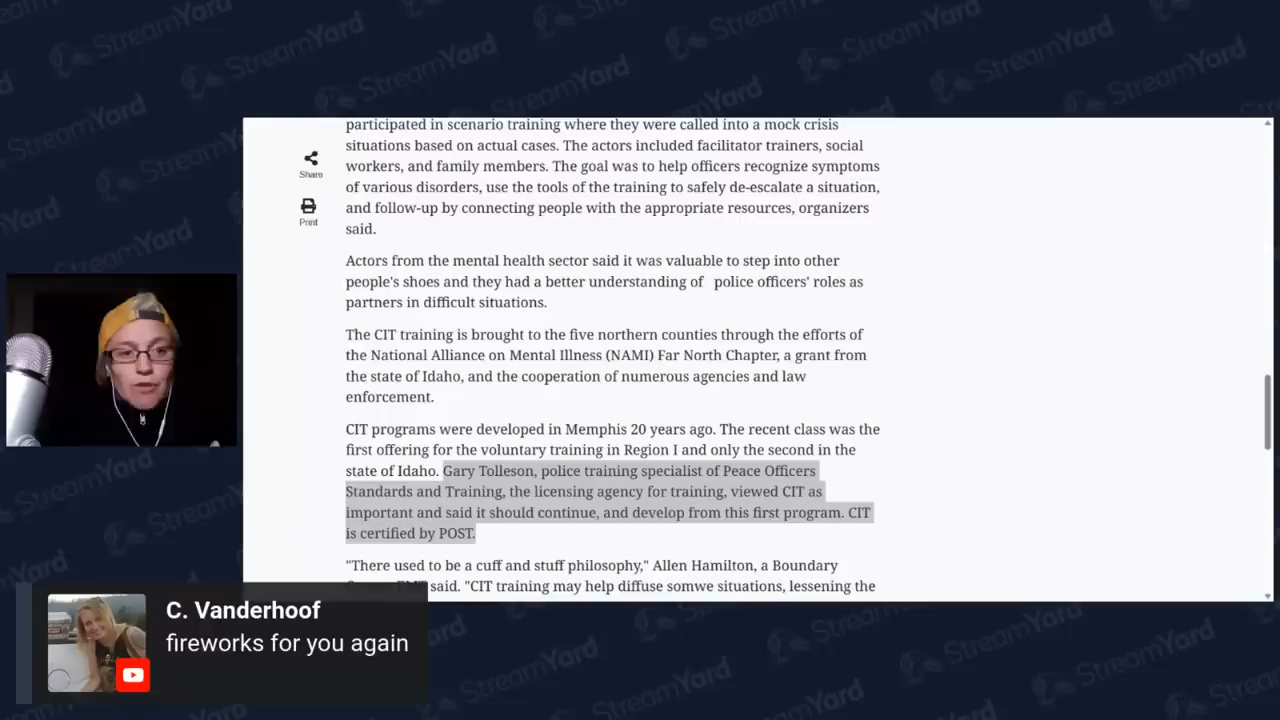 StreamYard
participated in scenario training where they were called into a mock crisis
situations based on actual cases. The actors included facilitator trainers, social
workers, and family members. The goal was to help officers recognize symptoms
of various disorders, use the tools of the training to safely de-escalate a situation,
and follow-up by connecting people with the appropriate resources, organizers
said.
Share
Print
Actors from the mental health sector said it was valuable to step into other
people's shoes and they had a better understanding of police officers' roles as
partners in difficult situations.
The CIT training is brought to the five northern counties through the efforts of
the National Alliance on Mental Illness (NAMI) Far North Chapter, a grant from
the state of Idaho, and the cooperation of numerous agencies and law
enforcement.
CIT programs were developed in Memphis 20 years ago. The recent class was the
first offering for the voluntary training in Region I and only the second in the
state of Idaho. Gary Tolleson, police training specialist of Peace Officers
Standards and Training, the licensing agency for training, viewed CIT as
important and said it should continue, and develop from this first program. CIT
is certified by POST.
"There used to be a cuff and stuff philosophy," Allen Hamilton, a Boundary
said. "CIT training may help diffuse somwe situations, lessening the
C. Vanderhoof
fireworks for you again